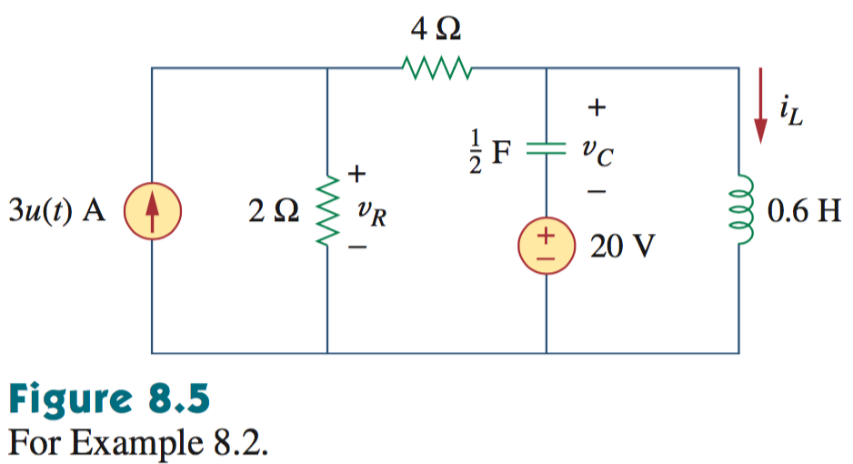 4 Ω
+
i_L
½ F
v_C
+
−
3u(t) A
2 Ω
v_R
0.6 H
−
+
−
20 V
Figure 8.5
For Example 8.2.